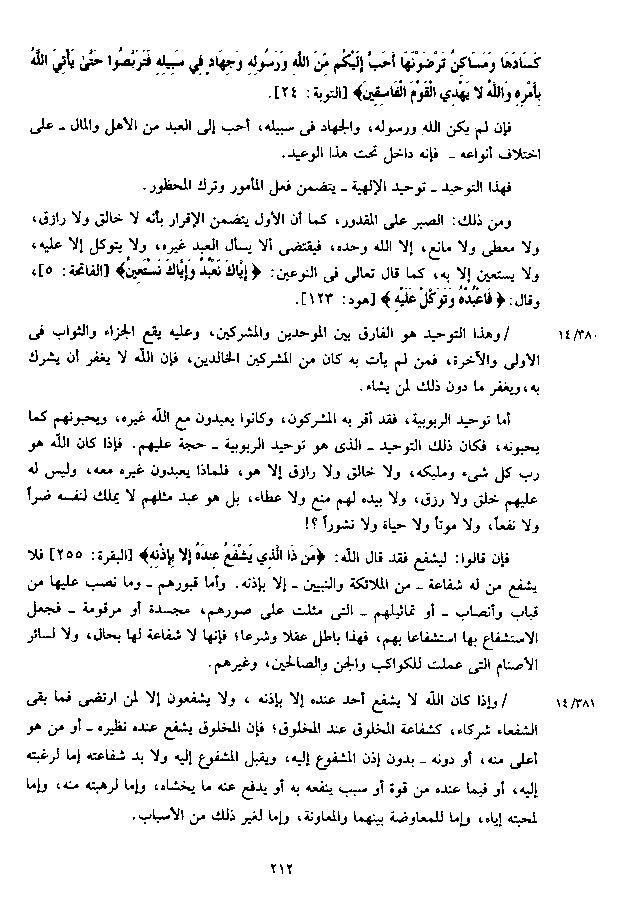 كَسَادَهَا وَمَسَاكِنُ تَرْضَوْنَهَا أَحَبَّ إِلَيْكُم مِّنَ اللَّهِ وَرَسُولِهِ وَجِهَادٍ فِي سَبِيلِهِ فَتَرَبَّصُوا حَتَّىٰ يَأْتِيَ اللَّهُ
بِأَمْرِهِ وَاللَّهُ لا يَهْدِي الْقَوْمَ الْفَاسِقِينَ﴾ [التوبة: ٢٤].
فإن لم يكن الله ورسوله، والجهاد فى سبيله، أحب إلى العبد من الأهل والمال ـ على
اختلاف أنواعه ـ فإنه داخل تحت هذا الوعيد.
فهذا التوحيد ـ توحيد الإلهية ـ يتضمن فعل المأمور وترك المحظور.
ومن ذلك: الصبر على المقدور، كما أن الأول يتضمن الإقرار بأنه لا خالق ولا رازق،
ولا معطى ولا مانع، إلا الله وحده، فيقتضى ألا يسأل العبد غيره، ولا يتوكل إلا عليه،
ولا يستعين إلا به، كما قال تعالى فى النوعين: ﴿ إِيَّاكَ نَعْبُدُ وَإِيَّاكَ نَسْتَعِينُ﴾ [الفاتحة: ٥]،
وقال: ﴿ فَاعْبُدْهُ وَتَوَكَّلْ عَلَيْهِ ﴾ [هود: ١٢٣].
١٤/٣٨٠ / وهذا التوحيد هو الفارق بين الموحدين والمشركين، وعليه يقع الجزاء والثواب فى
الأولى والآخرة، فمن لم يأت به كان من المشركين الخالدين، فإن الله لا يغفر أن يشرك
به، ويغفر ما دون ذلك لمن يشاء.
أما توحيد الربوبية، فقد أقر به المشركون، وكانوا يعبدون مع الله غيره، ويحبونهم كما
يحبونه، فكان ذلك التوحيد ـ الذى هو توحيد الربوبية ـ حجة عليهم. فإذا كان الله هو
رب كل شىء ومليكه، ولا خالق ولا رازق إلا هو، فلماذا يعبدون غيره معه، وليس له
عليهم خلق ولا رزق، ولا بيده لهم منع ولا عطاء، بل هو عبد مثلهم لا يملك لنفسه ضراً
ولا نفعاً، ولا موتاً ولا حياة ولا نشوراً ؟!
فإن قالوا: ليشفع فقد قال الله: ﴿مَن ذَا الَّذِي يَشْفَعُ عِندَهُ إِلا بِإِذْنِهِ﴾ [البقرة: ٢٥٥] فلا
يشفع من له شفاعة ـ من الملائكة والنبيين ـ إلا بإذنه. وأما قبورهم ـ وما نصب عليها من
قباب وأنصاب ـ أو تماثيلهم ـ التى مثلت على صورهم، مجسدة أو مرقومة ـ فجعل
الاستشفاع بها استشفاعا بهم، فهذا باطل عقلا وشرعا؛ فإنها لا شفاعة لها بحال، ولا لسائر
الأصنام التى عملت للكواكب والجن والصالحين، وغيرهم.
١٤/٣٨١ / وإذا كان الله لا يشفع أحد عنده إلا بإذنه ، ولا يشفعون إلا لمن ارتضى فما بقى
الشفعاء شركاء، كشفاعة المخلوق عند المخلوق؛ فإن المخلوق يشفع عنده نظيره ـ أو من هو
أعلى منه، أو دونه ـ بدون إذن المشفوع إليه، ويقبل المشفوع إليه ولا بد شفاعته إما لرغبته
إليه، أو فيما عنده من قوة أو سبب ينفعه به أو يدفع عنه ما يخشاه، وإما لرهبته منه، وإما
لمحبته إياه، وإما للمعاوضة بينهما والمعاونة، وإما لغير ذلك من الأسباب.
٢١٢